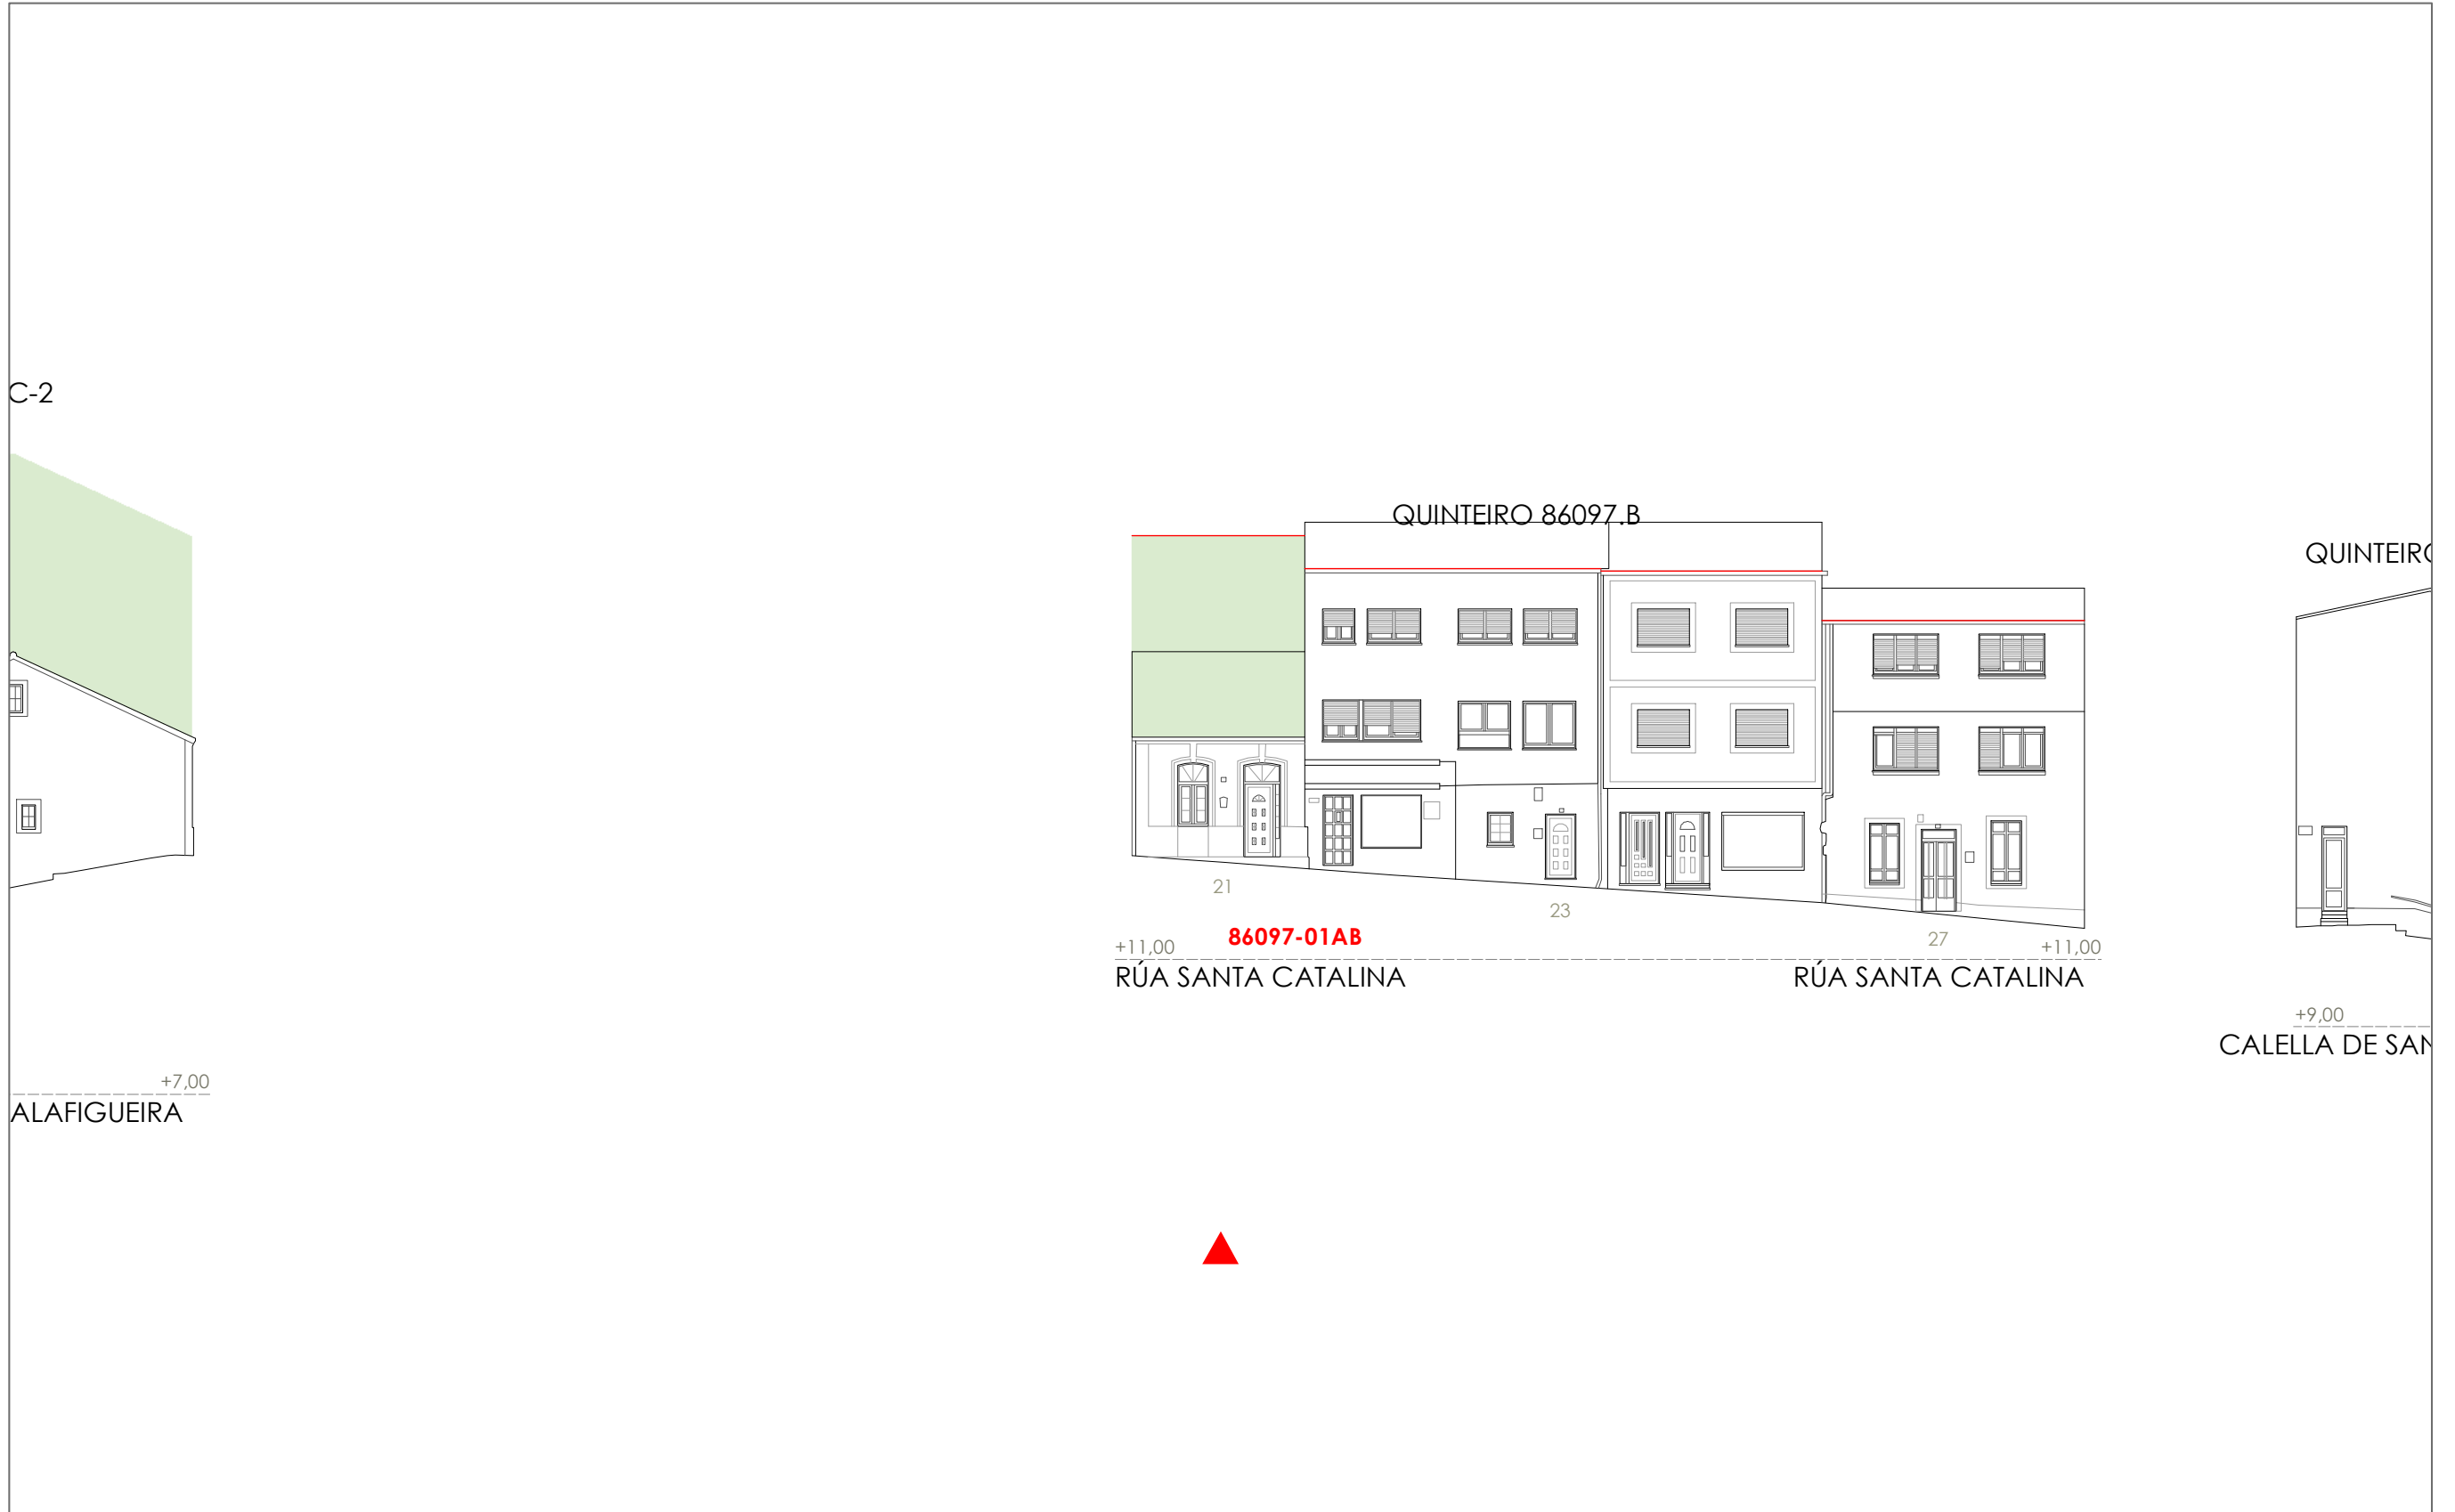 C-2
QUINTEIRO 86097.B
QUINTEIRO
21
23
27
86097-01AB
+11,00
+11,00
RÚA SANTA CATALINA
RÚA SANTA CATALINA
+9,00
CALELLA DE SAN
+7,00
ALAFIGUEIRA